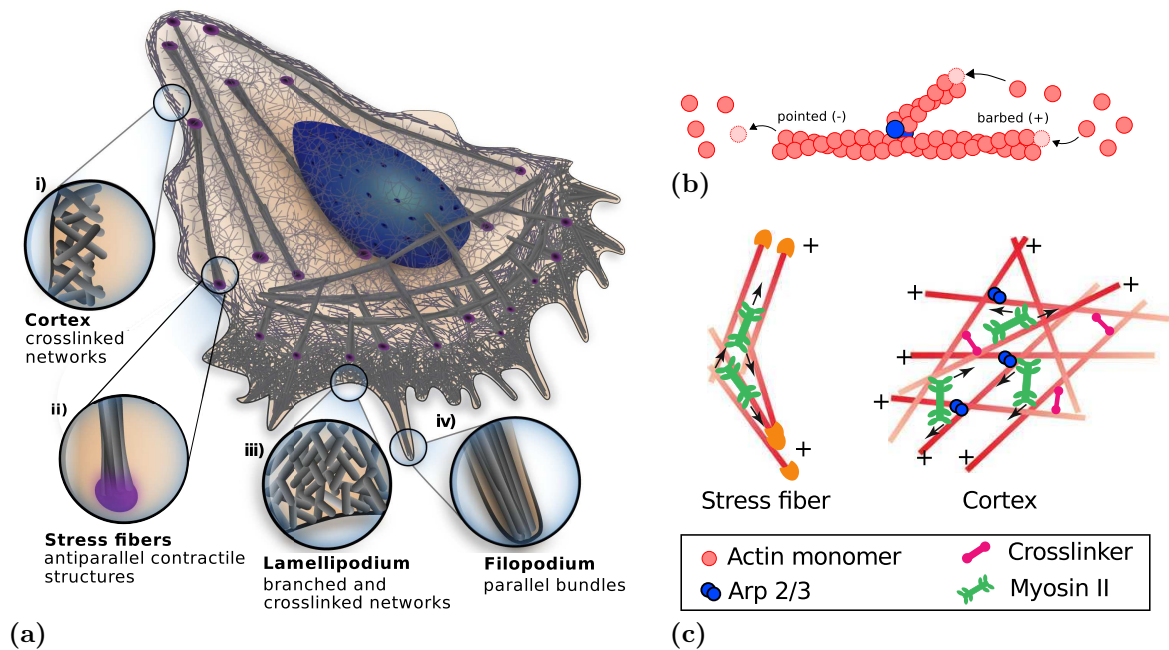 i)
Cortex
crosslinked
networks
ii)
Stress fibers
antiparallel contractile
structures
iii)
Lamellipodium
branched and
crosslinked networks
iv)
Filopodium
parallel bundles
(a)
pointed (-)
barbed (+)
(b)
+
+
Stress fiber
+
+
+
+
+
+
+
Cortex
Actin monomer
Arp 2/3
Crosslinker
Myosin II
(c)